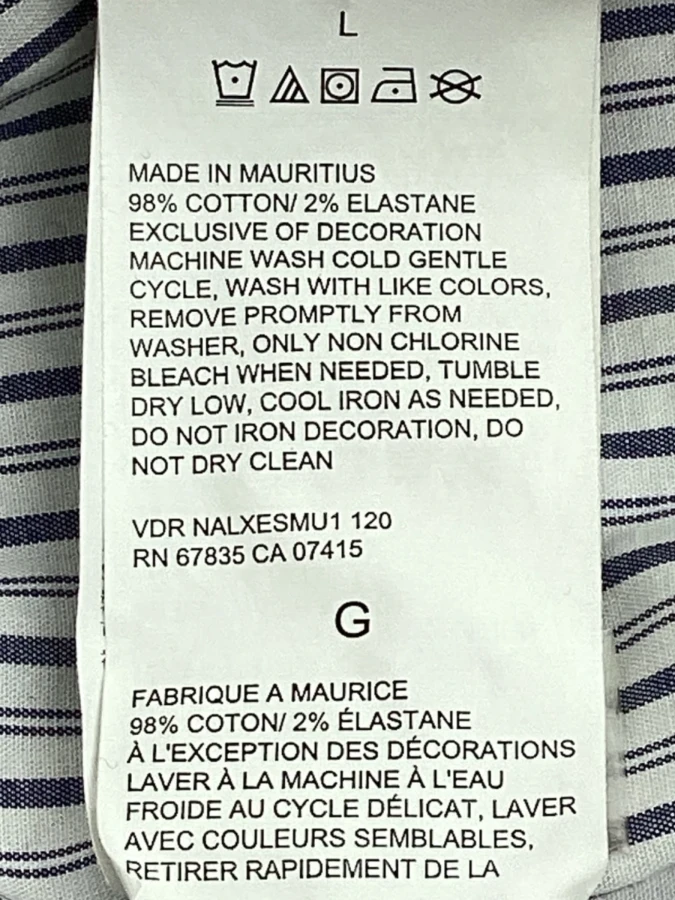 L
MADE IN MAURITIUS
98% COTTON/ 2% ELASTANE
EXCLUSIVE OF DECORATION
MACHINE WASH COLD GENTLE
CYCLE, WASH WITH LIKE COLORS,
REMOVE PROMPTLY FROM
WASHER, ONLY NON CHLORINE
BLEACH WHEN NEEDED, TUMBLE
DRY LOW, COOL IRON AS NEEDED,
DO NOT IRON DECORATION, DO
NOT DRY CLEAN
VDR NALXESMU1 120
RN 67835 CA 07415
G
FABRIQUE A MAURICE
98% COTON/ 2% ÉLASTANE
À L'EXCEPTION DES DÉCORATIONS
LAVER À LA MACHINE À L'EAU
FROIDE AU CYCLE DÉLICAT, LAVER
AVEC COULEURS SEMBLABLES,
RETIRER RAPIDEMENT DE LA